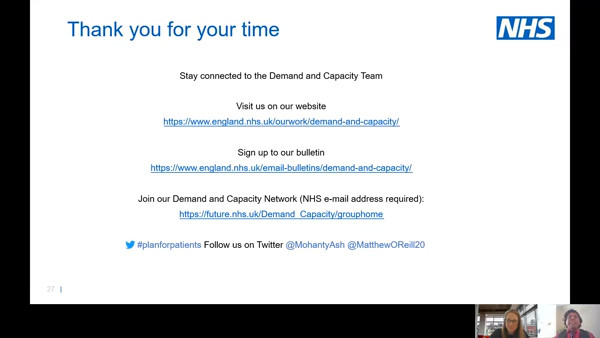 Thank you for your time
NHS
Stay connected to the Demand and Capacity Team
Visit us on our website
https://www.england.nhs.uk/ourwork/demand-and-capacity/
Sign up to our bulletin
https://www.england.nhs.uk/email-bulletins/demand-and-capacity/
Join our Demand and Capacity Network (NHS e-mail address required):
https://future.nhs.uk/Demand_Capacity/grouphome
#planforpatients Follow us on Twitter @MohantyAsh @MatthewOReill20
27 |